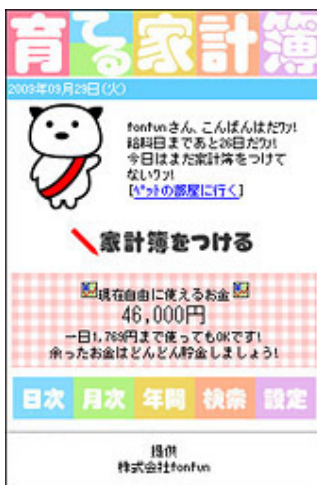 育てる家計簿
2009年09月29日(火)
fonfunさん、こんばんはだワン!
給料日まであと26日だワン!
今日はまだ家計簿をつけて
ないワン!
[ペットの部屋に行く]
家計簿をつける
現在自由に使えるお金
46,000円
一日1,769円まで使ってもOKです!
余ったお金はどんどん貯金しましょう!
日次 月次 年間 検索 設定
提供
株式会社fonfun